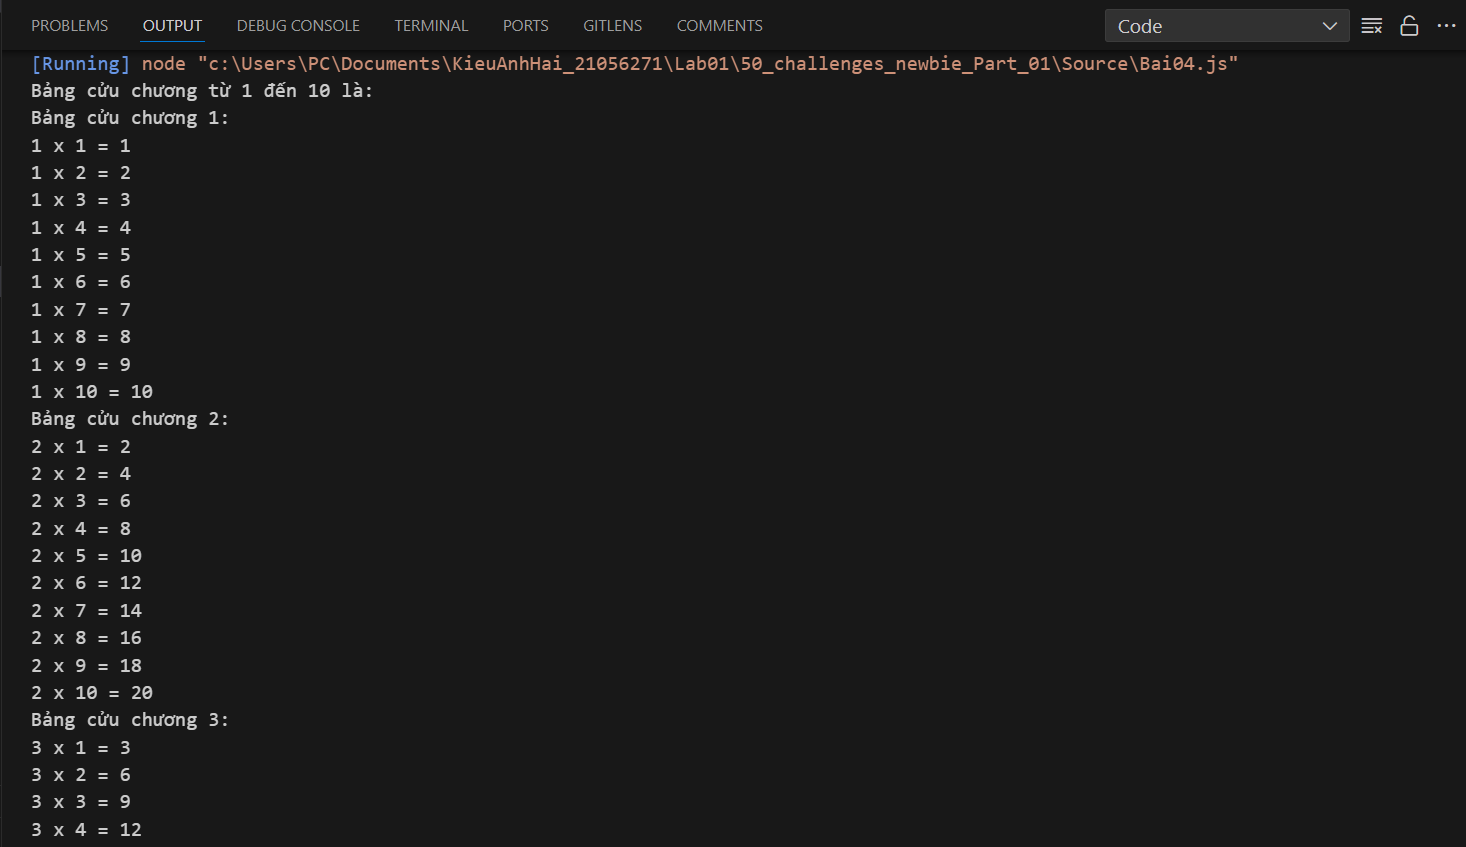 PROBLEMS OUTPUT DEBUG CONSOLE TERMINAL PORTS GITLENS COMMENTS Code
[Running] node "c:\Users\PC\Documents\KieuAnhHai_21056271\Lab01\50_challenges_newbie_Part_01\Source\Bai04.js"
Bảng cửu chương từ 1 đến 10 là:
Bảng cửu chương 1:
1 x 1 = 1
1 x 2 = 2
1 x 3 = 3
1 x 4 = 4
1 x 5 = 5
1 x 6 = 6
1 x 7 = 7
1 x 8 = 8
1 x 9 = 9
1 x 10 = 10
Bảng cửu chương 2:
2 x 1 = 2
2 x 2 = 4
2 x 3 = 6
2 x 4 = 8
2 x 5 = 10
2 x 6 = 12
2 x 7 = 14
2 x 8 = 16
2 x 9 = 18
2 x 10 = 20
Bảng cửu chương 3:
3 x 1 = 3
3 x 2 = 6
3 x 3 = 9
3 x 4 = 12